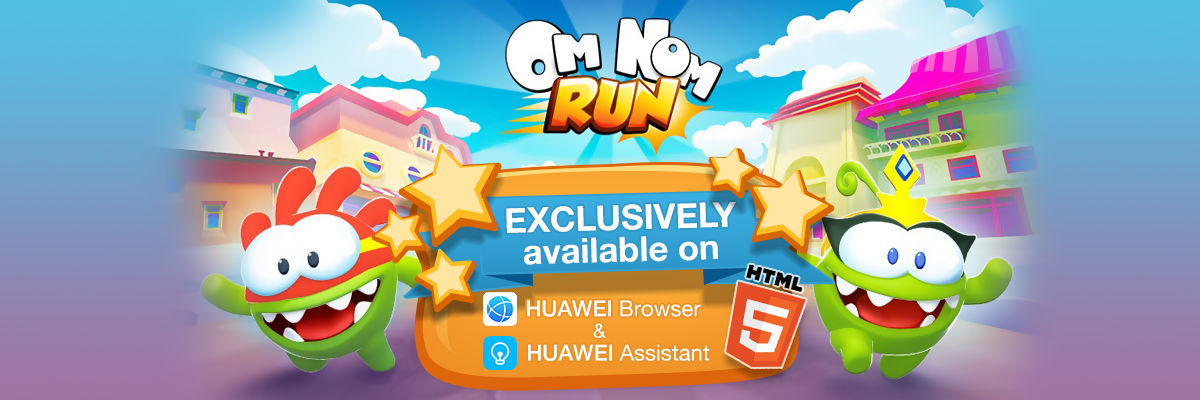 OM NOM
RUN
EXCLUSIVELY
available on
HTML
5
HUAWEI Browser
&
HUAWEI Assistant